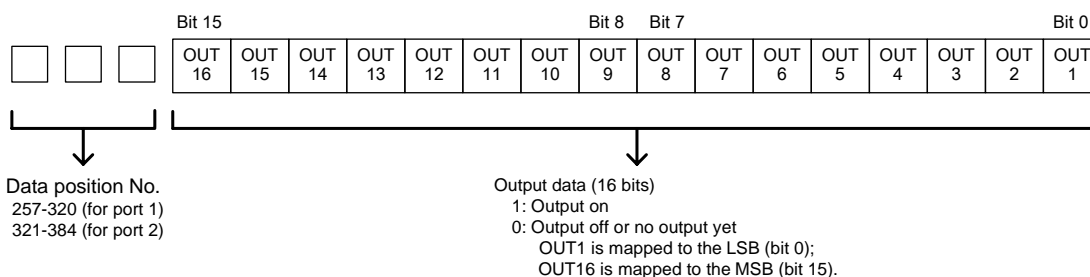 Bit 15 Bit 8 Bit 7 Bit 0
OUT 16 OUT 15 OUT 14 OUT 13 OUT 12 OUT 11 OUT 10 OUT 9 OUT 8 OUT 7 OUT 6 OUT 5 OUT 4 OUT 3 OUT 2 OUT 1
Data position No.
257-320 (for port 1)
321-384 (for port 2)
Output data (16 bits)
1: Output on
0: Output off or no output yet
OUT1 is mapped to the LSB (bit 0);
OUT16 is mapped to the MSB (bit 15).